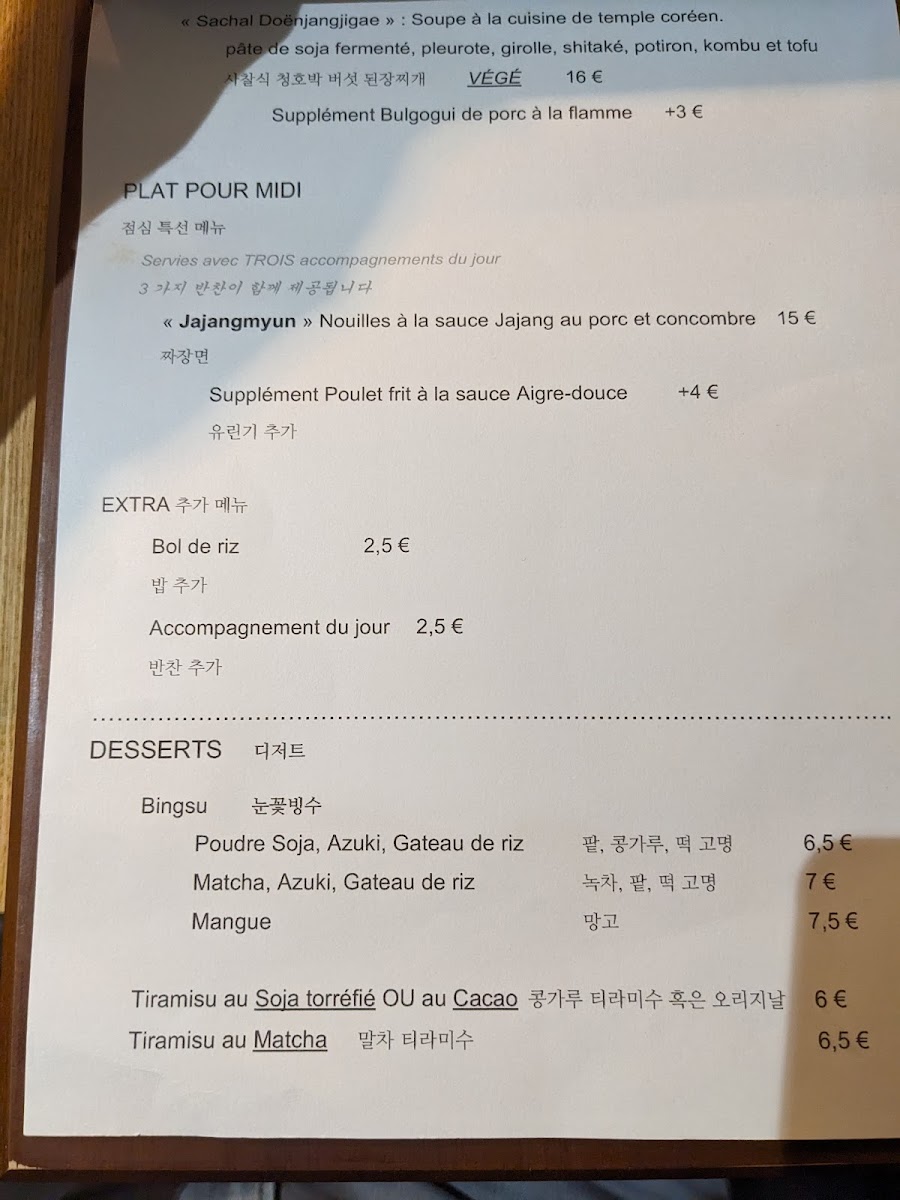 « Sachal Doënjangjigae » : Soupe à la cuisine de temple coréen.
pâte de soja fermenté, pleurote, girolle, shitaké, potiron, kombu et tofu
사찰식 청호박 버섯 된장찌개 VÉGÉ 16 €
Supplément Bulgogui de porc à la flamme +3 €
PLAT POUR MIDI
점심 특선 메뉴
Servies avec TROIS accompagnements du jour
3 가지 반찬이 함께 제공됩니다
« Jajangmyun » Nouilles à la sauce Jajang au porc et concombre 15 €
짜장면
Supplément Poulet frit à la sauce Aigre-douce +4 €
유린기 추가
EXTRA 추가 메뉴
Bol de riz 2,5 €
밥 추가
Accompagnement du jour 2,5 €
반찬 추가
DESSERTS 디저트
Bingsu 눈꽃빙수
Poudre Soja, Azuki, Gateau de riz 팥, 콩가루, 떡 고명 6,5 €
Matcha, Azuki, Gateau de riz 녹차, 팥, 떡 고명 7 €
Mangue 망고 7,5 €
Tiramisu au Soja torréfié OU au Cacao 콩가루 티라미수 혹은 오리지날 6 €
Tiramisu au Matcha 말차 티라미수 6,5 €